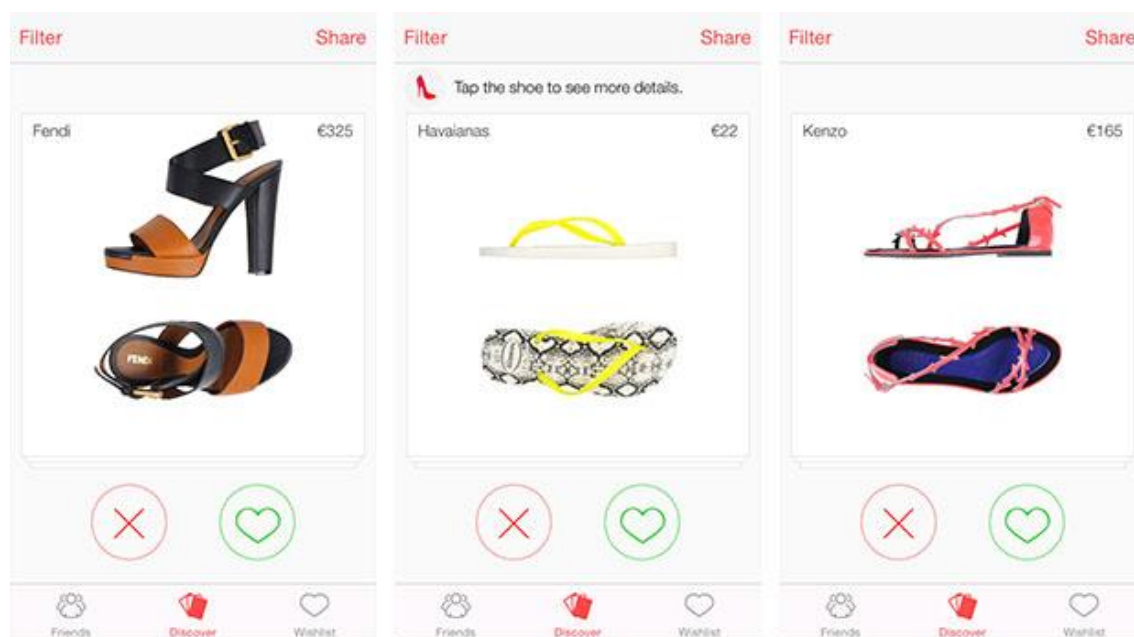 Filter Share
Fendi €325
FENDI
Friends Discover Wishlist
Filter Share
Tap the shoe to see more details.
Havaianas €22
Friends Discover Wishlist
Filter Share
Kenzo €165
Friends Discover Wishlist